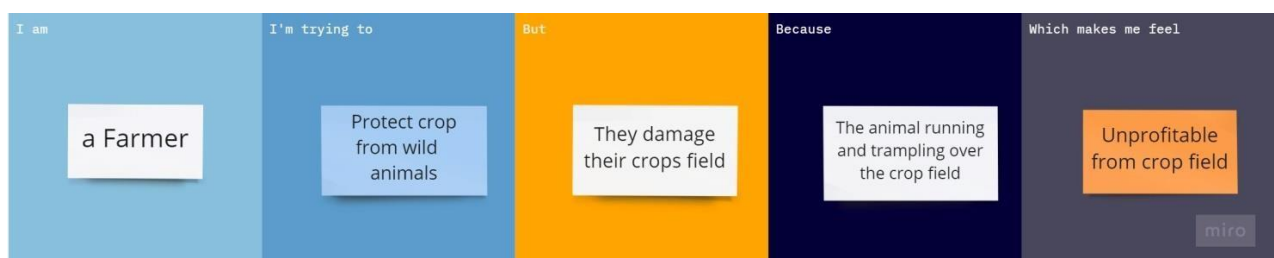 I am
I'm trying to
But
Because
Which makes me feel
a Farmer
Protect crop
from wild
animals
They damage
their crops field
The animal running
and trampling over
the crop field
Unprofitable
from crop field
miro